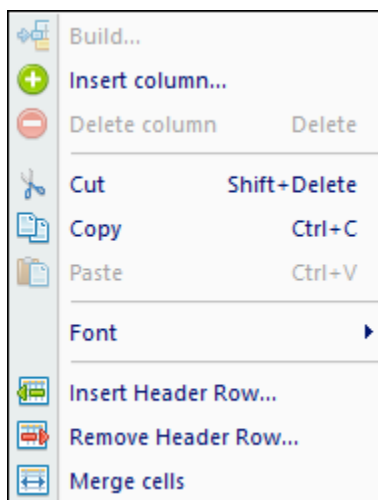 Build...
Insert column...
Delete column Delete
Cut Shift+Delete
Copy Ctrl+C
Paste Ctrl+V
Font
Insert Header Row...
Remove Header Row...
Merge cells